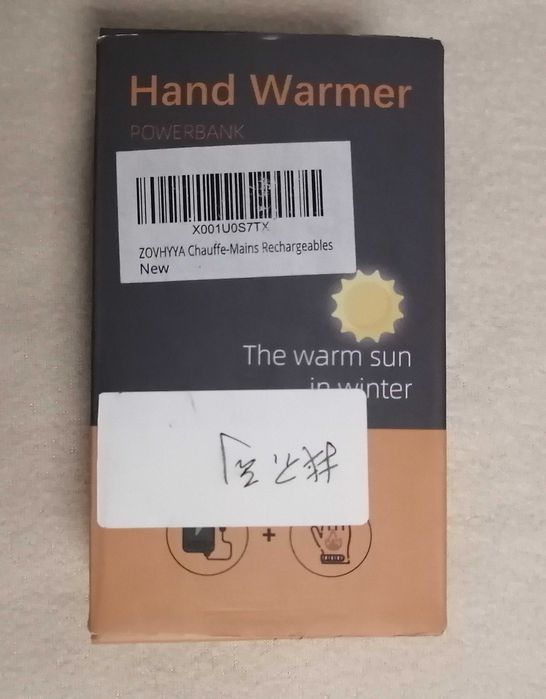 Hand Warmer
POWERBANK
X001U0S7TX
ZOVHYYA Chauffe-Mains Rechargeables
New
The warm sun
in winter